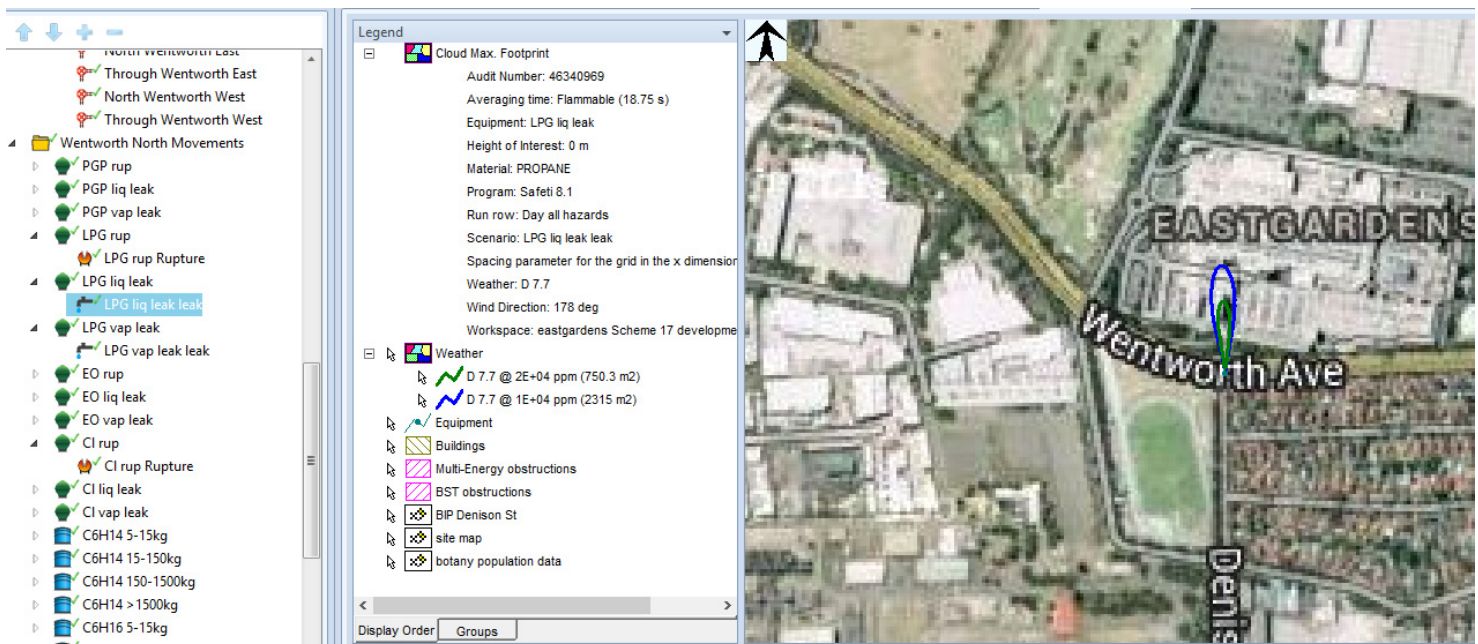 North Wentworth East
Through Wentworth East
North Wentworth West
Through Wentworth West
Wentworth North Movements
PGP rup
PGP liq leak
PGP vap leak
LPG rup
LPG rup Rupture
LPG liq leak
LPG liq leak leak
LPG vap leak
LPG vap leak leak
EO rup
EO liq leak
EO vap leak
CI rup
CI rup Rupture
CI liq leak
CI vap leak
C6H14 5-15kg
C6H14 15-150kg
C6H14 150-1500kg
C6H14 >1500kg
C6H16 5-15kg
Legend
Cloud Max. Footprint
Audit Number: 46340969
Averaging time: Flammable (18.75 s)
Equipment: LPG liq leak
Height of Interest: 0 m
Material: PROPANE
Program: Safeti 8.1
Run row: Day all hazards
Scenario: LPG liq leak leak
Spacing parameter for the grid in the x dimension
Weather: D 7.7
Wind Direction: 178 deg
Workspace: eastgardens Scheme 17 developme
Weather
D 7.7 @ 2E+04 ppm (750.3 m2)
D 7.7 @ 1E+04 ppm (2315 m2)
Equipment
Buildings
Multi-Energy obstructions
BST obstructions
BIP Denison St
site map
botany population data
Display Order
Groups
EASTGARDENS
Wentworth Ave
Denis